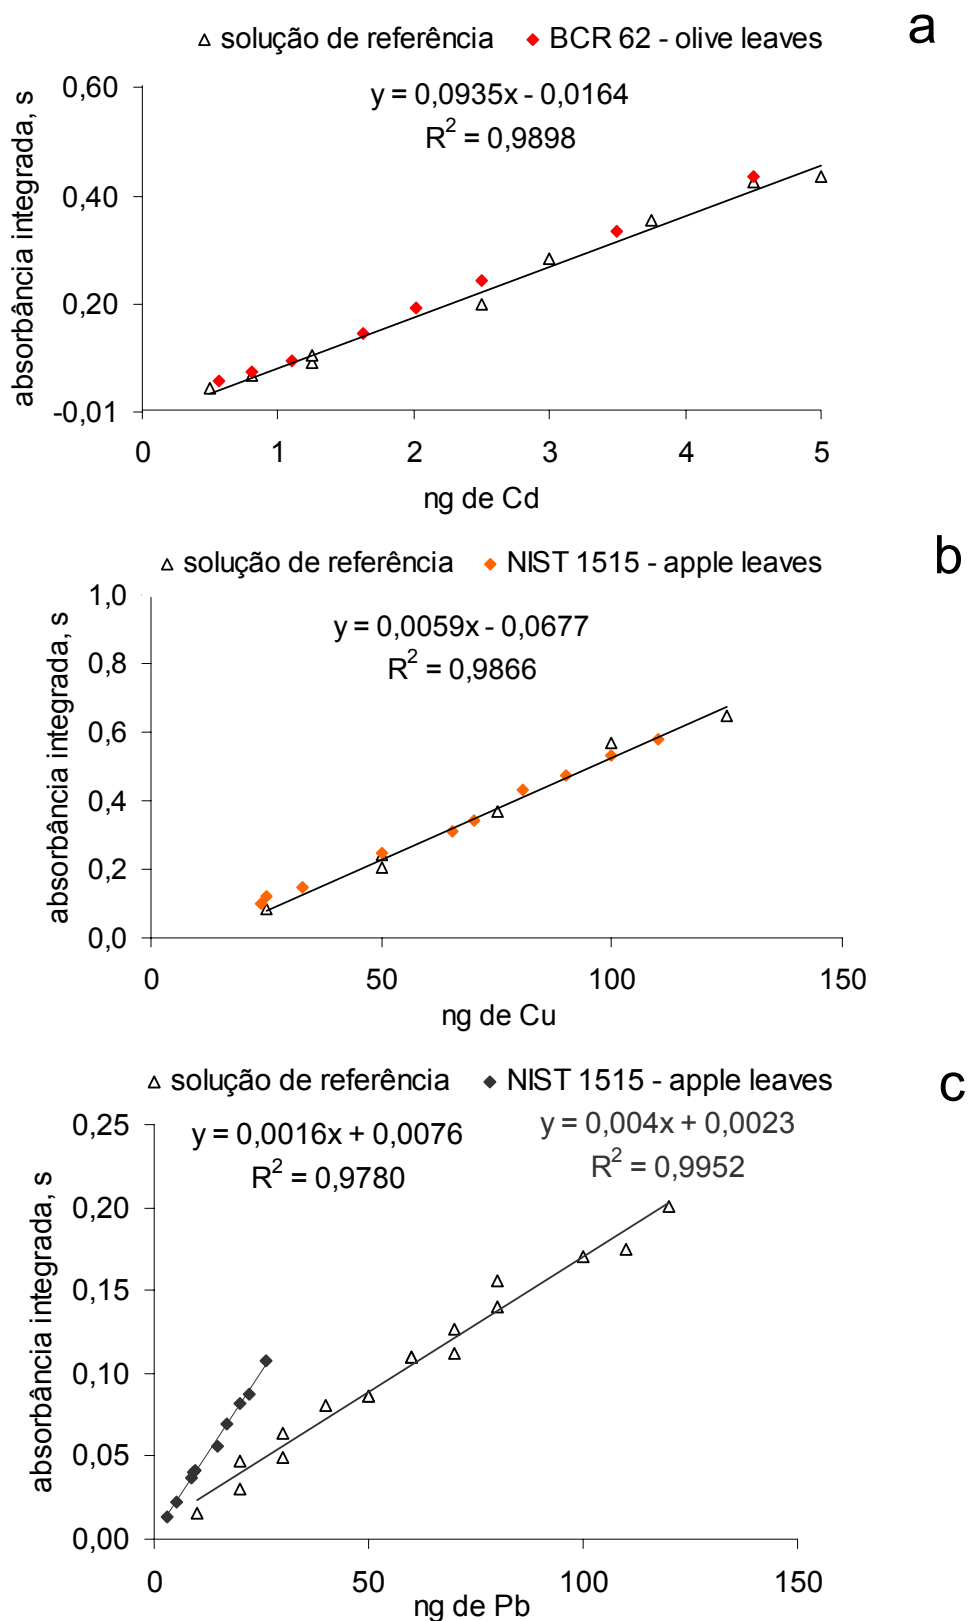 a
solução de referência BCR 62 - olive leaves
0,60
y = 0,0935x - 0,0164
R² = 0,9898
0,40
0,20
-0,01
absorbância integrada, s
0 1 2 3 4 5
ng de Cd
b
solução de referência NIST 1515 - apple leaves
1,0
y = 0,0059x - 0,0677
R² = 0,9866
0,8
0,6
0,4
0,2
0,0
absorbância integrada, s
0 50 100 150
ng de Cu
c
solução de referência NIST 1515 - apple leaves
0,25
y = 0,0016x + 0,0076 y = 0,004x + 0,0023
R² = 0,9780 R² = 0,9952
0,20
0,15
0,10
0,05
0,00
absorbância integrada, s
0 50 100 150
ng de Pb